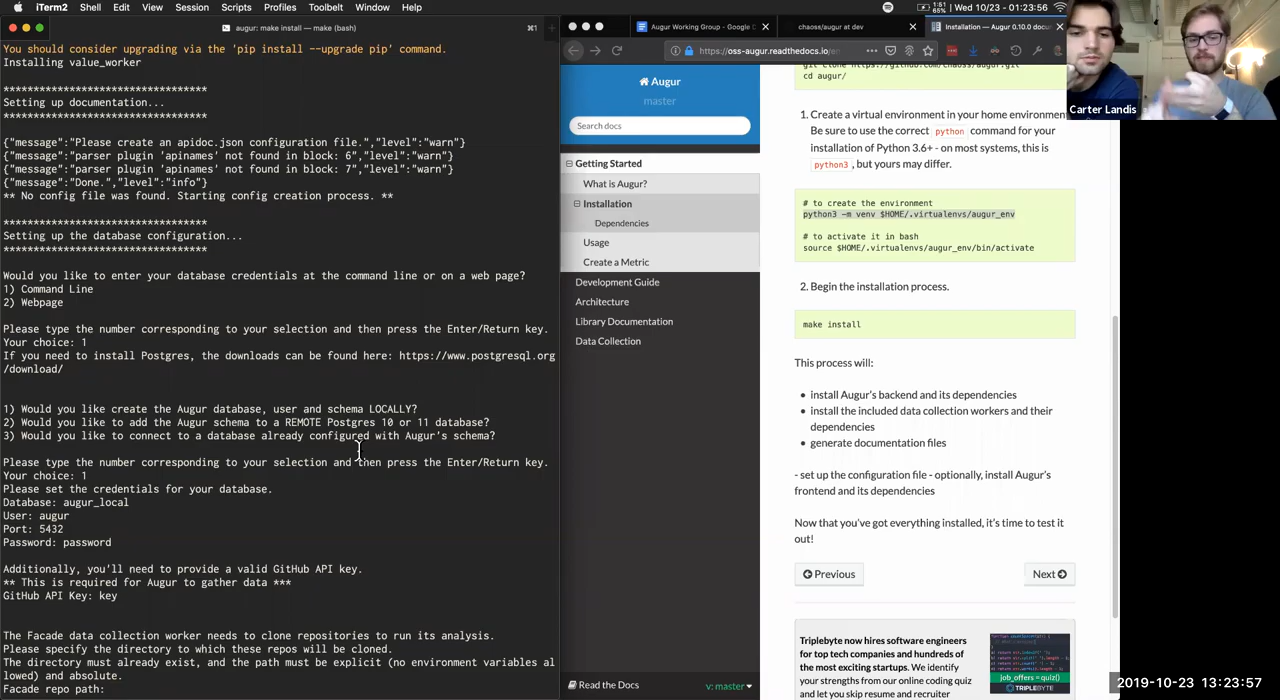 iTerm2 Shell Edit View Session Scripts Profiles Toolbelt Window Help
1:51
65%
Wed 10/23 01:23:56
augur: make install — make (bash)
⌘1
You should consider upgrading via the 'pip install --upgrade pip' command.
Installing value_worker
**********************************
Setting up documentation...
**********************************
{"message":"Please create an apidoc.json configuration file.","level":"warn"}
{"message":"parser plugin 'apinames' not found in block: 6","level":"warn"}
{"message":"parser plugin 'apinames' not found in block: 7","level":"warn"}
{"message":"Done.","level":"info"}
** No config file was found. Starting config creation process. **
**********************************
Setting up the database configuration...
**********************************
Would you like to enter your database credentials at the command line or on a web page?
1) Command Line
2) Webpage
Please type the number corresponding to your selection and then press the Enter/Return key.
Your choice: 1
If you need to install Postgres, the downloads can be found here: https://www.postgresql.org
/download/
1) Would you like create the Augur database, user and schema LOCALLY?
2) Would you like to add the Augur schema to a REMOTE Postgres 10 or 11 database?
3) Would you like to connect to a database already configured with Augur's schema?
Please type the number corresponding to your selection and then press the Enter/Return key.
Your choice: 1
Please set the credentials for your database.
Database: augur_local
User: augur
Port: 5432
Password: password
Additionally, you'll need to provide a valid GitHub API key.
** This is required for Augur to gather data ***
GitHub API Key: key
The Facade data collection worker needs to clone repositories to run its analysis.
Please specify the directory to which these repos will be cloned.
The directory must already exist, and the path must be explicit (no environment variables al
lowed) and absolute.
Facade repo path:
Augur Working Group - Google D
chaoss/augur at dev
Installation — Augur 0.10.0 docu
https://oss-augur.readthedocs.io/en
Augur
master
Search docs
Getting Started
What is Augur?
Installation
Dependencies
Usage
Create a Metric
Development Guide
Architecture
Library Documentation
Data Collection
Read the Docs
v: master
git clone https://github.com/chaoss/augur.git
cd augur/
1. Create a virtual environment in your home environment.
Be sure to use the correct python command for your
installation of Python 3.6+ - on most systems, this is
python3 , but yours may differ.
# to create the environment
python3 -m venv $HOME/.virtualenvs/augur_env
# to activate it in bash
source $HOME/.virtualenvs/augur_env/bin/activate
2. Begin the installation process.
make install
This process will:
• install Augur's backend and its dependencies
• install the included data collection workers and their
dependencies
• generate documentation files
- set up the configuration file - optionally, install Augur's
frontend and its dependencies
Now that you've got everything installed, it's time to test it
out!
Previous
Next
Triplebyte now hires software engineers
for top tech companies and hundreds of
the most exciting startups. We identify
your strengths from our online coding quiz
and let you skip resume and recruiter
job_offers = quiz()
TRIPLEBYTE
Carter Landis
2019-10-23 13:23:57